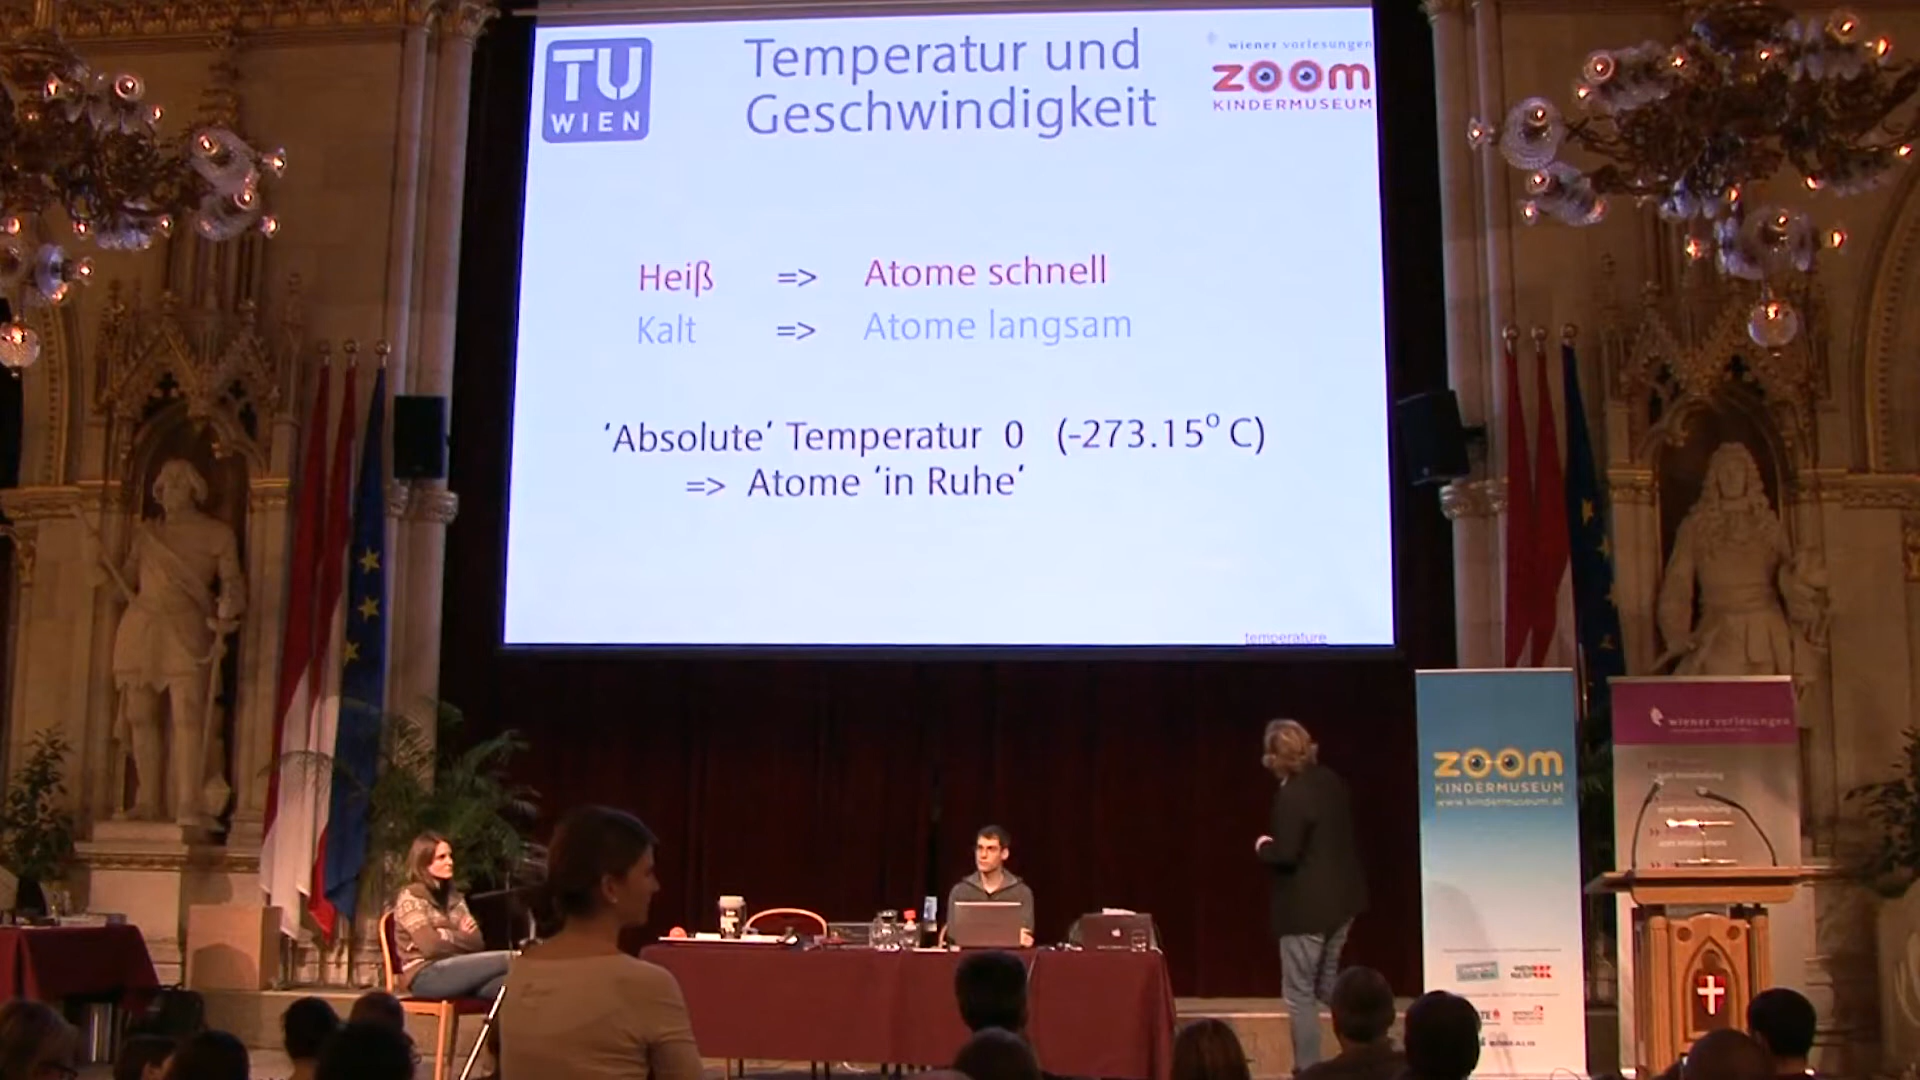 TU
WIEN
Temperatur und
Geschwindigkeit
wiener vorlesungen
ZOOM
KINDERMUSEUM
Heiß => Atome schnell
Kalt => Atome langsam
‘Absolute’ Temperatur 0 (-273.15° C)
=> Atome ‘in Ruhe’
temperature
ZOOM
KINDERMUSEUM
www.kindermuseum.at
wiener vorlesungen